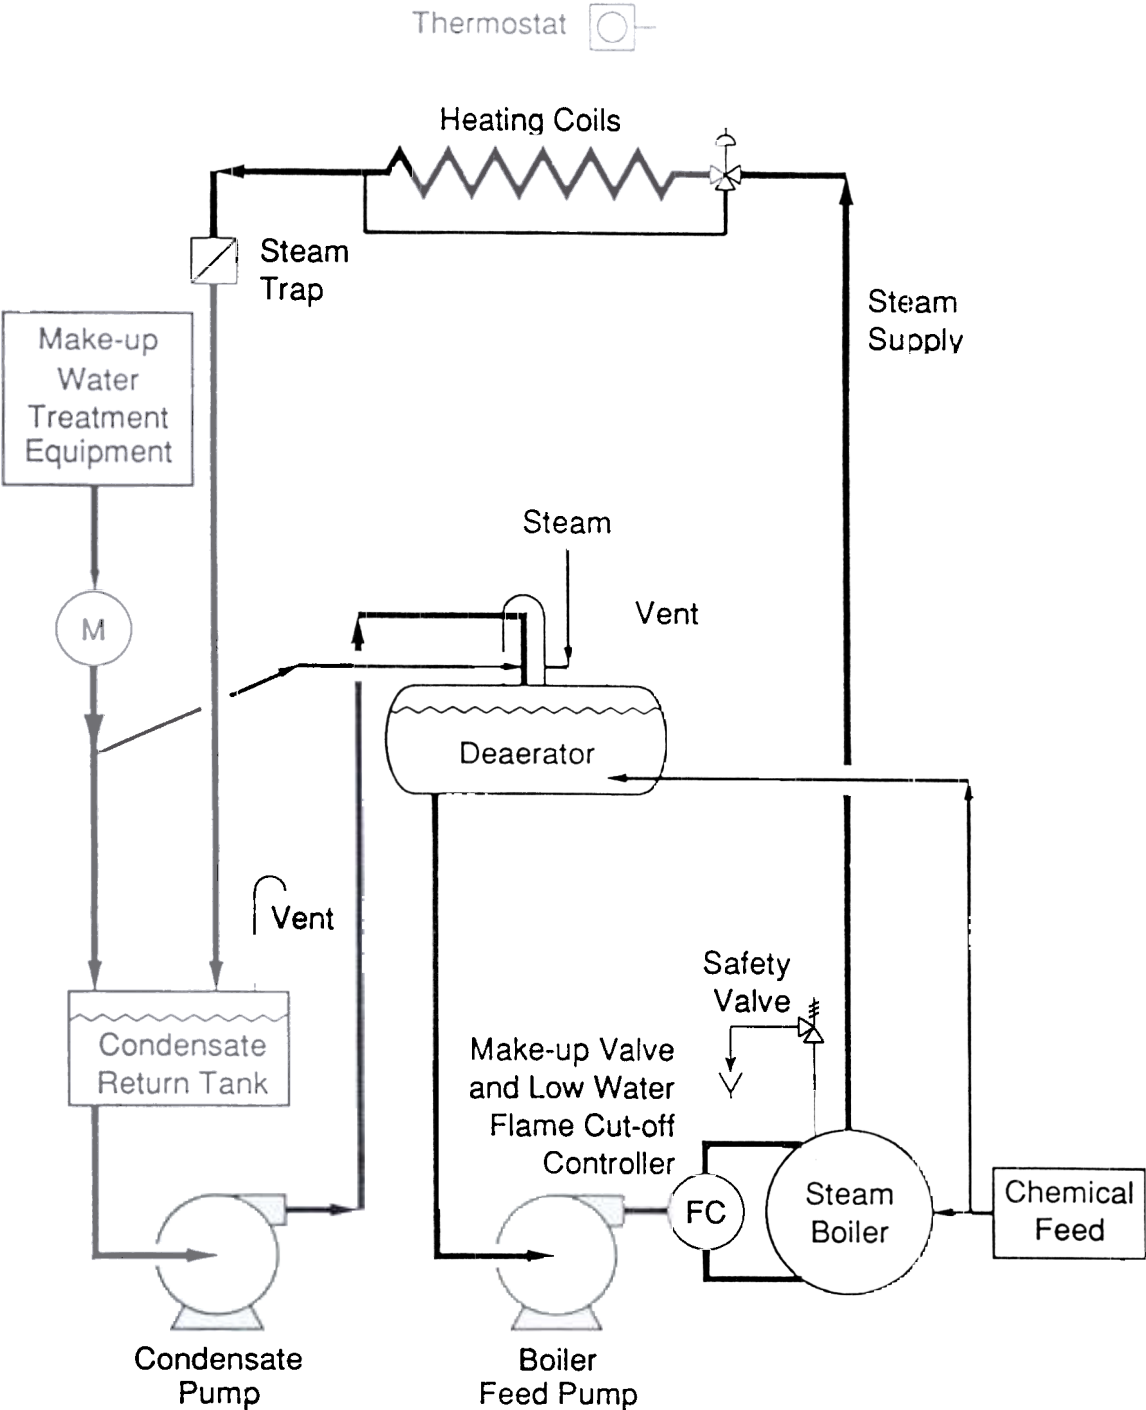 Thermostat
Heating Coils
Steam
Trap
Steam
Supply
Make-up
Water
Treatment
Equipment
Steam
Vent
M
Deaerator
Vent
Safety
Valve
Condensate
Return Tank
Make-up Valve
and Low Water
Flame Cut-off
Controller
FC
Steam
Boiler
Chemical
Feed
Condensate
Pump
Boiler
Feed Pump